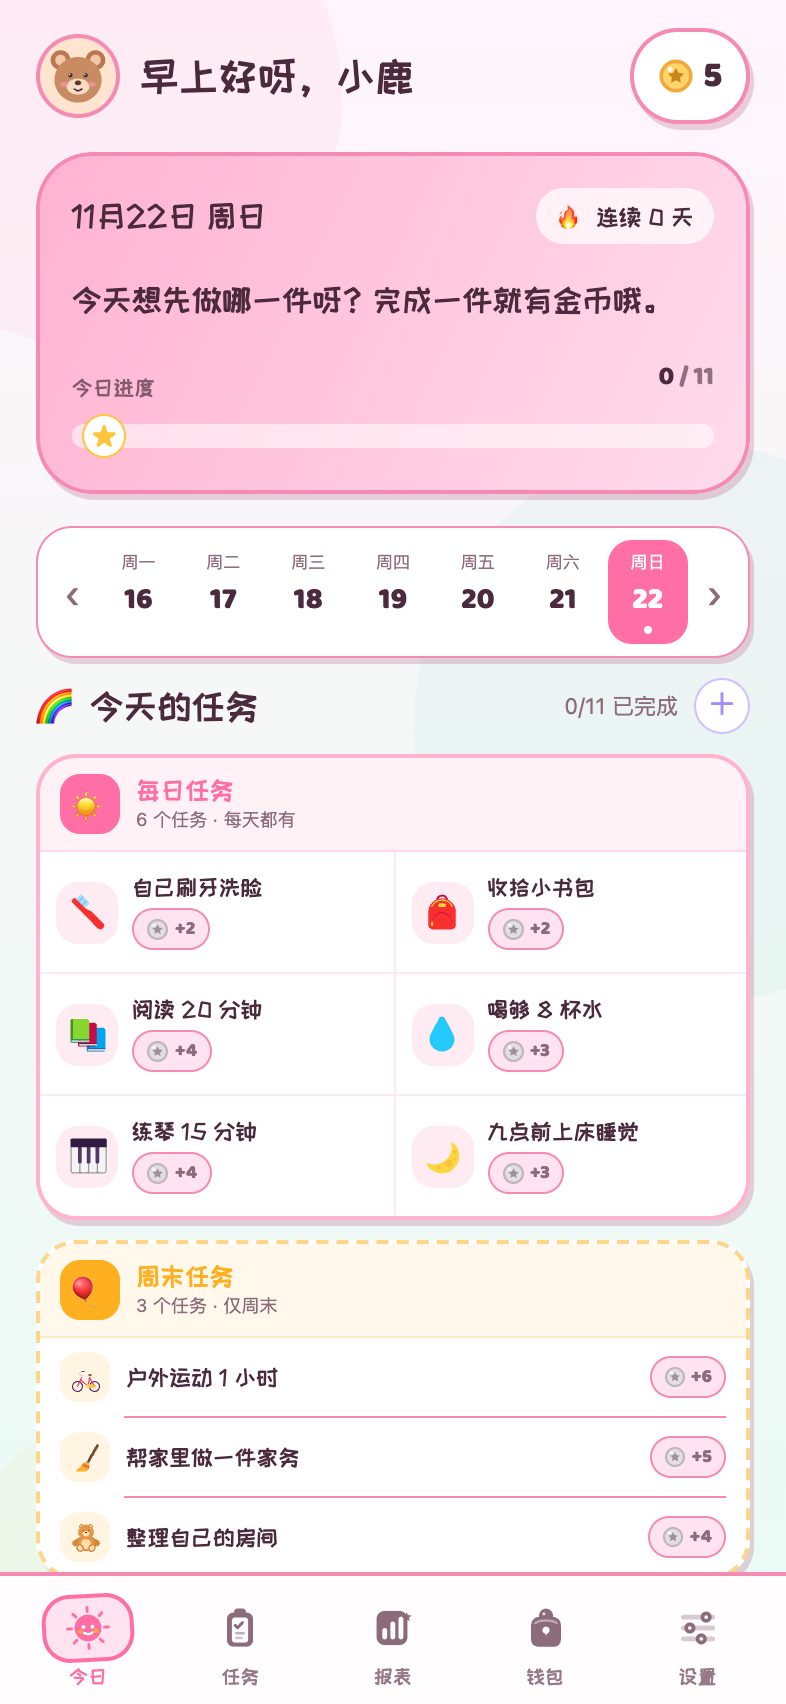 早上好呀，小鹿
5
11月22日 周日
连续 0 天
今天想先做哪一件呀？完成一件就有金币哦。
今日进度
0 / 11
周一 周二 周三 周四 周五 周六 周日
‹ 16 17 18 19 20 21 22 ›
今天的任务
0/11 已完成
+
每日任务
6 个任务 · 每天都有
自己刷牙洗脸
+2
收拾小书包
+2
阅读 20 分钟
+4
喝够 8 杯水
+3
练琴 15 分钟
+4
九点前上床睡觉
+3
周末任务
3 个任务 · 仅周末
户外运动 1 小时
+6
帮家里做一件家务
+5
整理自己的房间
+4
今日 任务 报表 钱包 设置